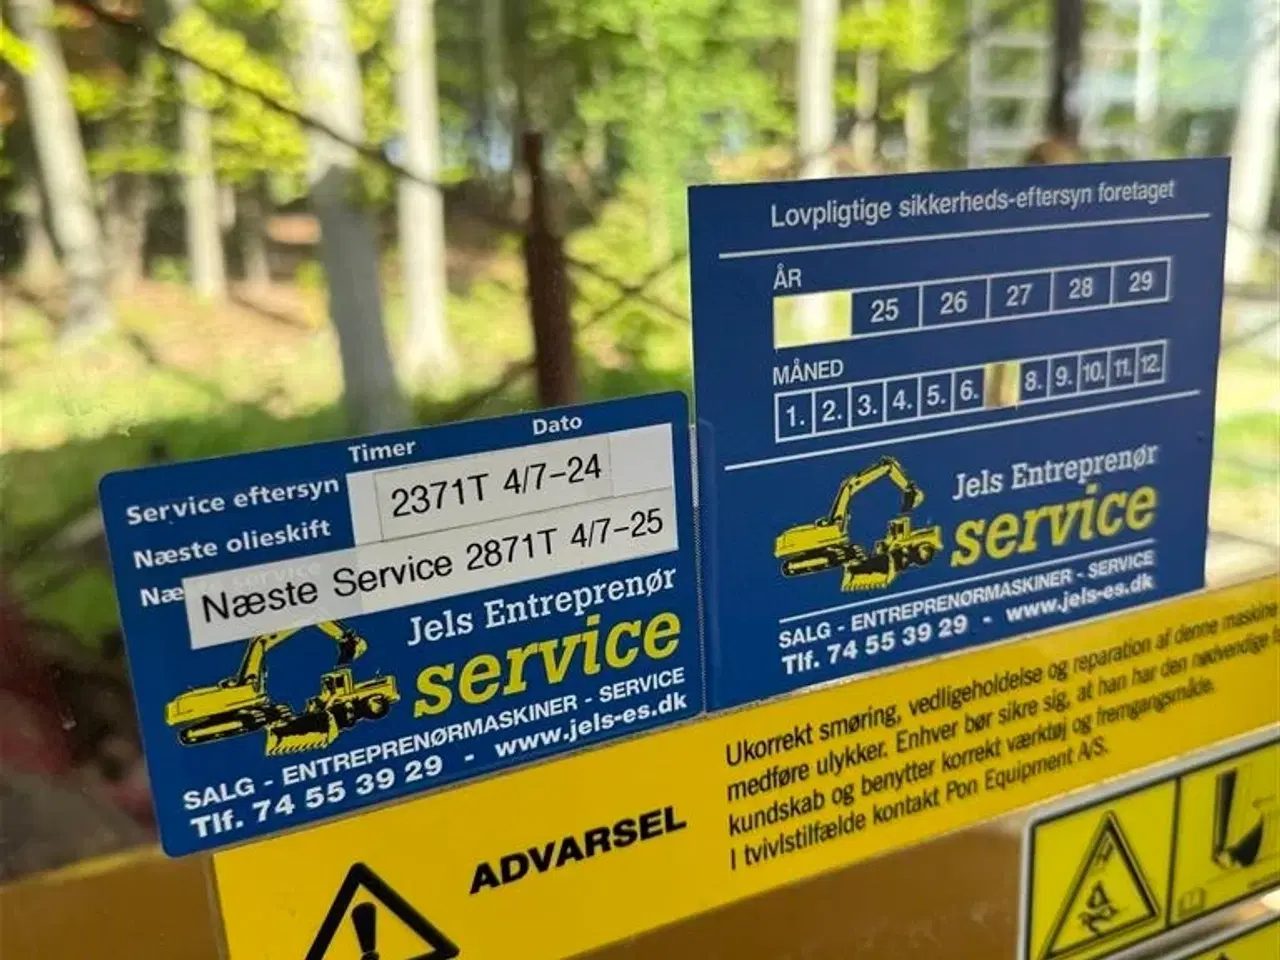 Timer Dato
Service eftersyn 2371T 4/7-24
Næste olieskift
Næ
Næste Service 2871T 4/7-25
Jels Entreprenør
service
SALG - ENTREPRENØRMASKINER - SERVICE
Tlf. 74 55 39 29 - www.jels-es.dk
Lovpligtige sikkerheds-eftersyn foretaget
ÅR
25 26 27 28 29
MÅNED
1. 2. 3. 4. 5. 6. 8. 9. 10. 11. 12.
Jels Entreprenør
service
SALG - ENTREPRENØRMASKINER - SERVICE
Tlf. 74 55 39 29 - www.jels-es.dk
ADVARSEL
Ukorrekt smøring, vedligeholdelse og reparation af denne maskine
medføre ulykker. Enhver bør sikre sig, at han har den nødvendige
kundskab og benytter korrekt værktøj og fremgangsmåde.
I tvivlstilfælde kontakt Pon Equipment A/S.